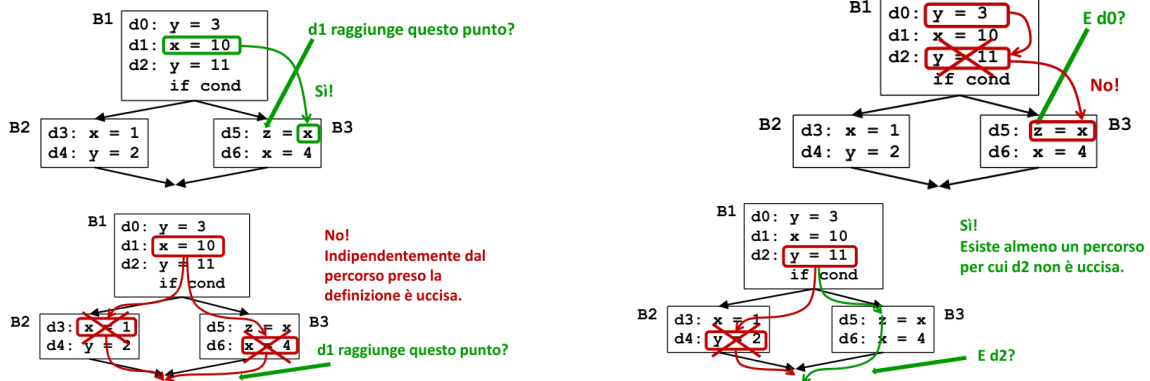 B1
d0: y = 3
d1: x = 10
d2: y = 11
if cond
d1 raggiunge questo punto?
Sì!
B2
d3: x = 1
d4: y = 2
d5: z = x
d6: x = 4
B3
B1
d0: y = 3
d1: x = 10
d2: y = 11
if cond
E d0?
No!
B2
d3: x = 1
d4: y = 2
d5: z = x
d6: x = 4
B3
B1
d0: y = 3
d1: x = 10
d2: y = 11
if cond
No!
Indipendentemente dal
percorso preso la
definizione è uccisa.
B2
d3: x = 1
d4: y = 2
d5: z = x
d6: x = 4
B3
d1 raggiunge questo punto?
B1
d0: y = 3
d1: x = 10
d2: y = 11
if cond
Sì!
Esiste almeno un percorso
per cui d2 non è uccisa.
B2
d3: x = 1
d4: y = 2
d5: z = x
d6: x = 4
B3
E d2?